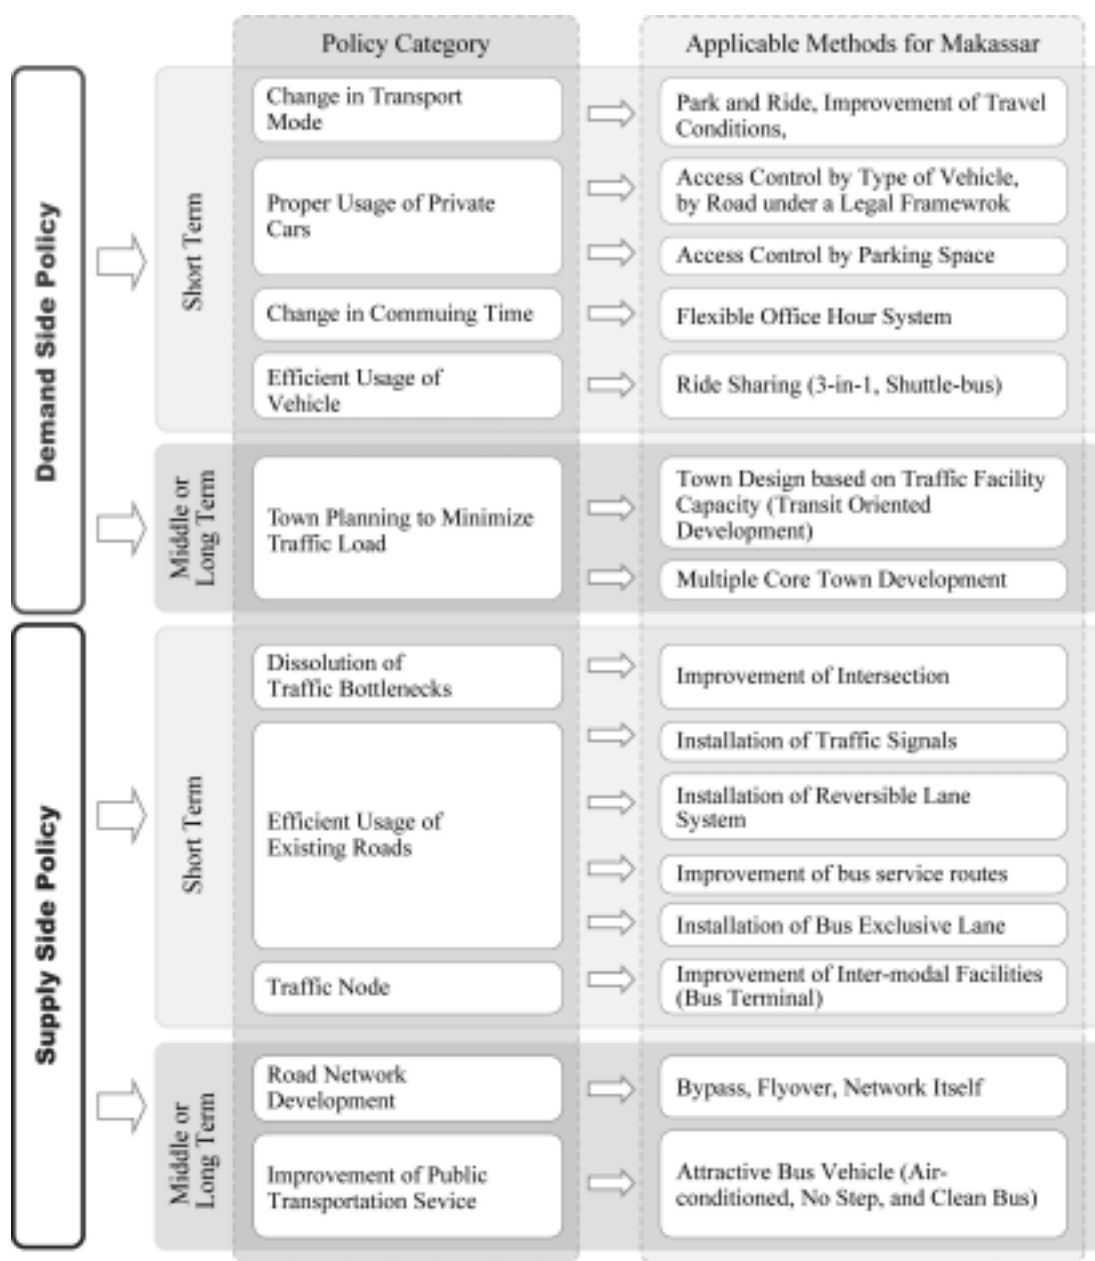 Policy Category
Applicable Methods for Makassar
Demand Side Policy
Short Term
Change in Transport
Mode
Park and Ride, Improvement of Travel
Conditions,
Proper Usage of Private
Cars
Access Control by Type of Vehicle,
by Road under a Legal Framewrok
Access Control by Parking Space
Change in Commuing Time
Flexible Office Hour System
Efficient Usage of
Vehicle
Ride Sharing (3-in-1, Shuttle-bus)
Middle or
Long Term
Town Planning to Minimize
Traffic Load
Town Design based on Traffic Facility
Capacity (Transit Oriented
Development)
Multiple Core Town Development
Supply Side Policy
Short Term
Dissolution of
Traffic Bottlenecks
Improvement of Intersection
Efficient Usage of
Existing Roads
Installation of Traffic Signals
Installation of Reversible Lane
System
Improvement of bus service routes
Installation of Bus Exclusive Lane
Traffic Node
Improvement of Inter-modal Facilities
(Bus Terminal)
Middle or
Long Term
Road Network
Development
Bypass, Flyover, Network Itself
Improvement of Public
Transportation Sevice
Attractive Bus Vehicle (Air-
conditioned, No Step, and Clean Bus)